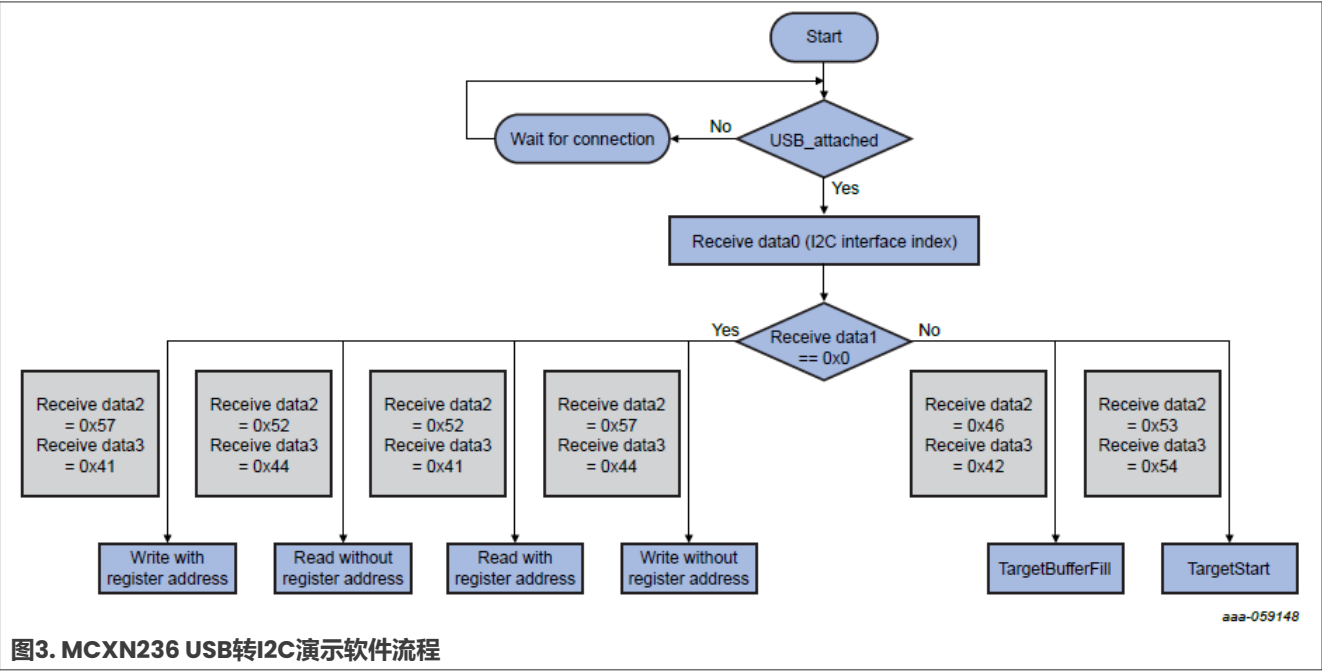 Start
Wait for connection
No
USB_attached
Yes
Receive data0 (I2C interface index)
Yes
Receive data1
== 0x0
No
Receive data2
= 0x57
Receive data3
= 0x41
Receive data2
= 0x52
Receive data3
= 0x44
Receive data2
= 0x52
Receive data3
= 0x41
Receive data2
= 0x57
Receive data3
= 0x44
Receive data2
= 0x46
Receive data3
= 0x42
Receive data2
= 0x53
Receive data3
= 0x54
Write with
register address
Read without
register address
Read with
register address
Write without
register address
TargetBufferFill
TargetStart
aaa-059148
图3. MCXN236 USB转I2C演示软件流程